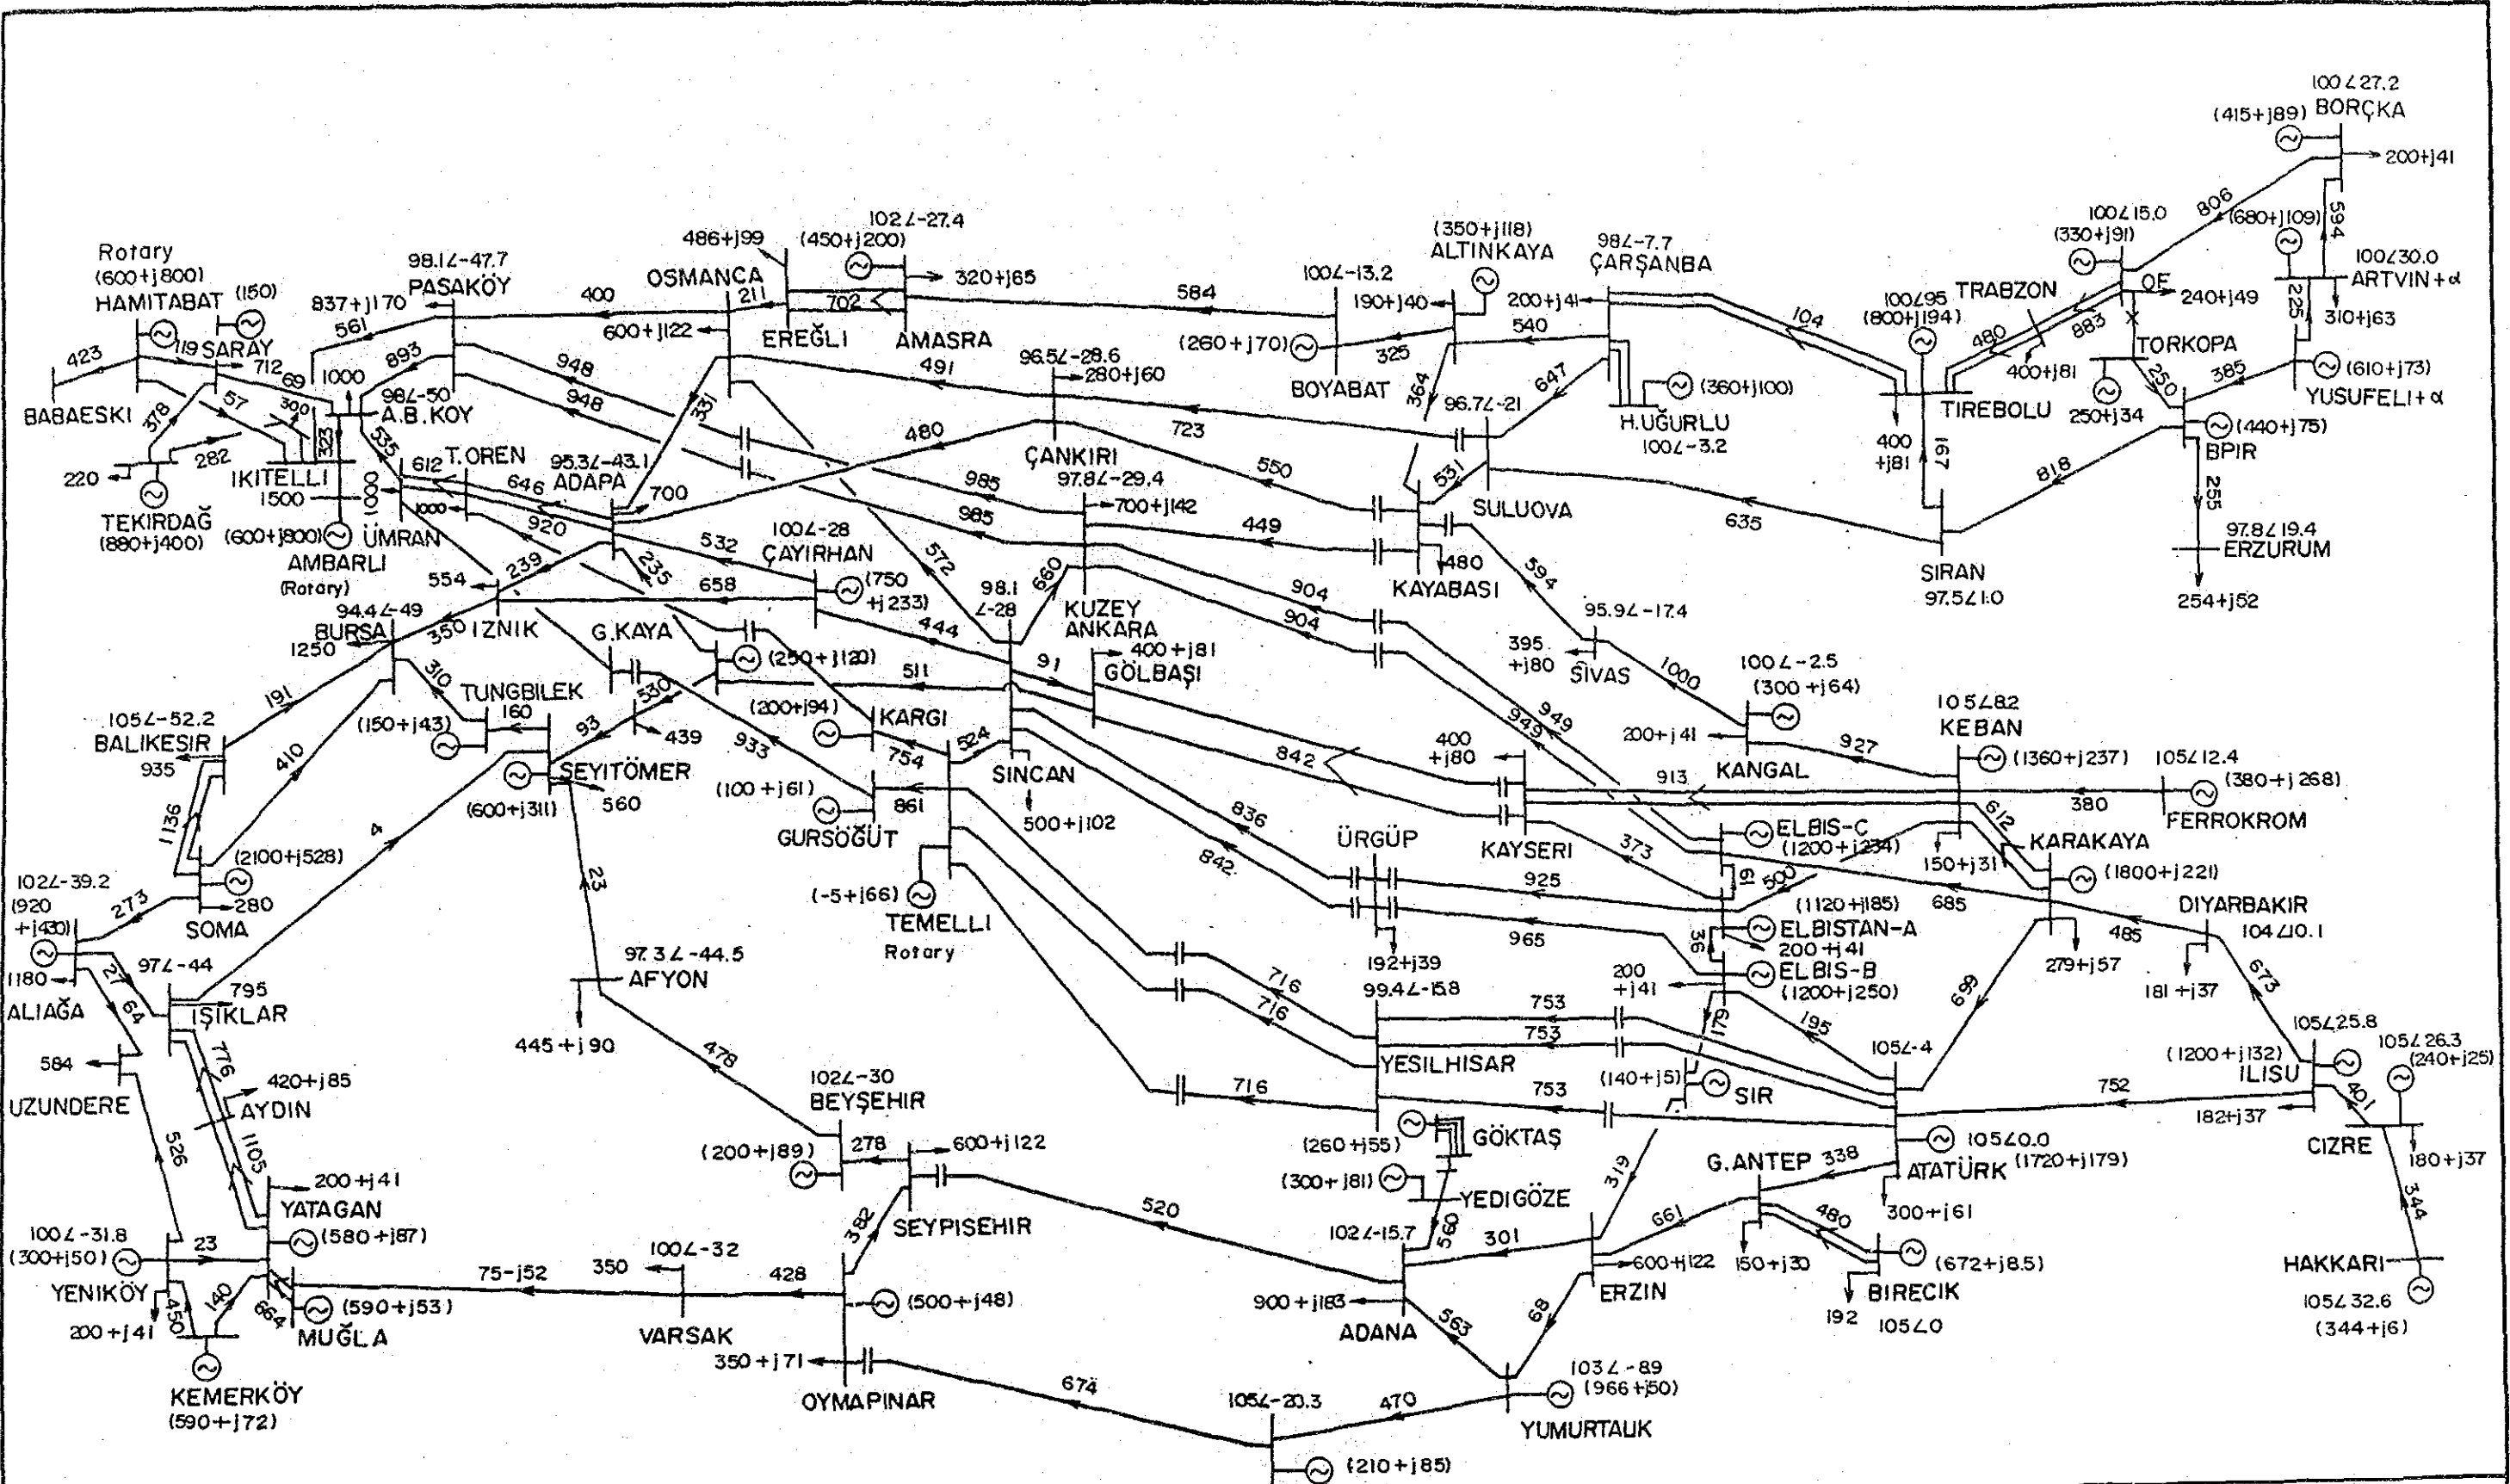 100∠27.2
(415+j89) BORÇKA
200+j41
806
594
100∠15.0
(330+j91)
(680+j109)
100∠30.0
ARTVIN+α
225
310+j63
OF
240+j49
TRABZON
480
883
400+j81
TORKOPA
250
250+j34
385
(610+j73)
YUSUFELI+α
(440+j75)
BPIR
818
255
97.8∠19.4
ERZURUM
254+j52
100∠95
(800+j194)
TIREBOLU
400
+j81
167
SIRAN
97.5∠1.0
104
98∠-7.7
ÇARŞANBA
200+j41
540
647
(360+j100)
H.UĞURLU
100∠-3.2
(350+j118)
ALTINKAYA
190+j40
325
364
100∠-13.2
(260+j70)
BOYABAT
584
96.7∠-21
SULUOVA
531
635
723
102∠-27.4
(450+j200)
320+j65
AMASRA
702
486+j99
EREĞLI
211
OSMANCA
600+j122
400
491
331
96.5∠-28.6
280+j60
ÇANKIRI
480
550
98.1∠-47.7
PASAKÖY
837+j170
561
893
948
948
985
985
Rotary
(600+j800)
HAMITABAT
(150)
119 SARAY
712
423
BABAESKI
69
57
378
282
220
TEKIRDAĞ
(880+j400)
1000
98∠-50
A.B.KOY
300
323
535
IKITELLI
1500
(600+j800)
AMBARLI
(Rotary)
1000
ÜMRAN
612
T.OREN
1000
646
920
95.3∠-43.1
ADAPA
700
239
235
532
554
IZNIK
658
350
100∠-28
ÇAYIRHAN
(750
+j233)
444
572
98.1
∠-28
660
97.8∠-29.4
700+j142
KUZEY
ANKARA
449
KAYABASI
480
594
904
904
95.9∠-17.4
395
+j80
SİVAS
1000
100∠-2.5
(300+j64)
200+j41
KANGAL
927
105∠8.2
KEBAN
(1360+j237)
105∠12.4
(380+j268)
380
FERROKROM
913
150+j31
612
KARAKAYA
(1800+j221)
279+j57
485
DIYARBAKIR
104∠10.1
181+j37
673
699
685
94.4∠-49
BURSA
1250
191
310
410
105∠-52.2
BALIKESIR
935
1136
TUNGBILEK
160
(150+j43)
93
SEYITÖMER
(600+j311)
560
G.KAYA
(250+j120)
530
439
511
933
(200+j94)
KARGI
754
524
(100+j61)
GURSÖĞÜT
861
(-5+j66)
TEMELLI
Rotary
SINCAN
500+j102
91
400+j81
GÖLBAŞI
842
400
+j80
KAYSERI
949
949
373
836
842
ÜRGÜP
925
965
192+j39
ELBIS-C
(1200+j234)
61
500
(1120+j185)
ELBISTAN-A
200+j41
36
ELBIS-B
(1200+j250)
200
+j41
179
195
(2100+j528)
280
SOMA
273
4
102∠-39.2
(920
+j430)
1180
ALIAĞA
27
64
97∠-44
795
IŞIKLAR
584
UZUNDERE
776
420+j85
AYDIN
1105
526
23
97.3∠-44.5
AFYON
445+j90
478
716
716
716
99.4∠-15.8
YESILHISAR
753
753
753
(140+j5)
SIR
105∠-4
105∠0.0
ATATÜRK (1720+j179)
300+j61
752
105∠25.8
(1200+j132)
ILISU
182+j37
105∠26.3
(240+j25)
401
CIZRE
180+j37
344
HAKKARI
105∠32.6
(344+j6)
(260+j55)
GÖKTAŞ
(300+j81)
YEDIGÖZE
560
319
G.ANTEP
338
480
150+j30
(672+j8.5)
BIRECIK
192
105∠0
661
301
600+j122
ERZIN
102∠-15.7
900+j183
ADANA
563
68
103∠-8.9
(966+j50)
YUMURTALIK
470
105∠-20.3
(210+j85)
674
520
102∠-30
BEYŞEHIR
(200+j89)
278
600+j122
SEYPISEHIR
382
(500+j48)
350+j71
OYMAPINAR
428
100∠-32
350
VARSAK
75-j52
200+j41
YATAGAN
(580+j87)
100∠-31.8
(300+j50)
23
YENIKÖY
200+j41
450
140
664
(590+j53)
MUĞLA
KEMERKÖY
(590+j72)